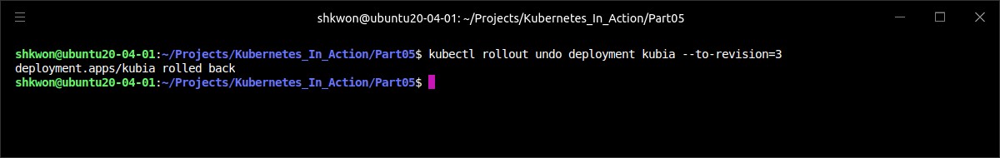 shkwon@ubuntu20-04-01: ~/Projects/Kubernetes_In_Action/Part05
shkwon@ubuntu20-04-01:~/Projects/Kubernetes_In_Action/Part05$ kubectl rollout undo deployment kubia --to-revision=3
deployment.apps/kubia rolled back
shkwon@ubuntu20-04-01:~/Projects/Kubernetes_In_Action/Part05$